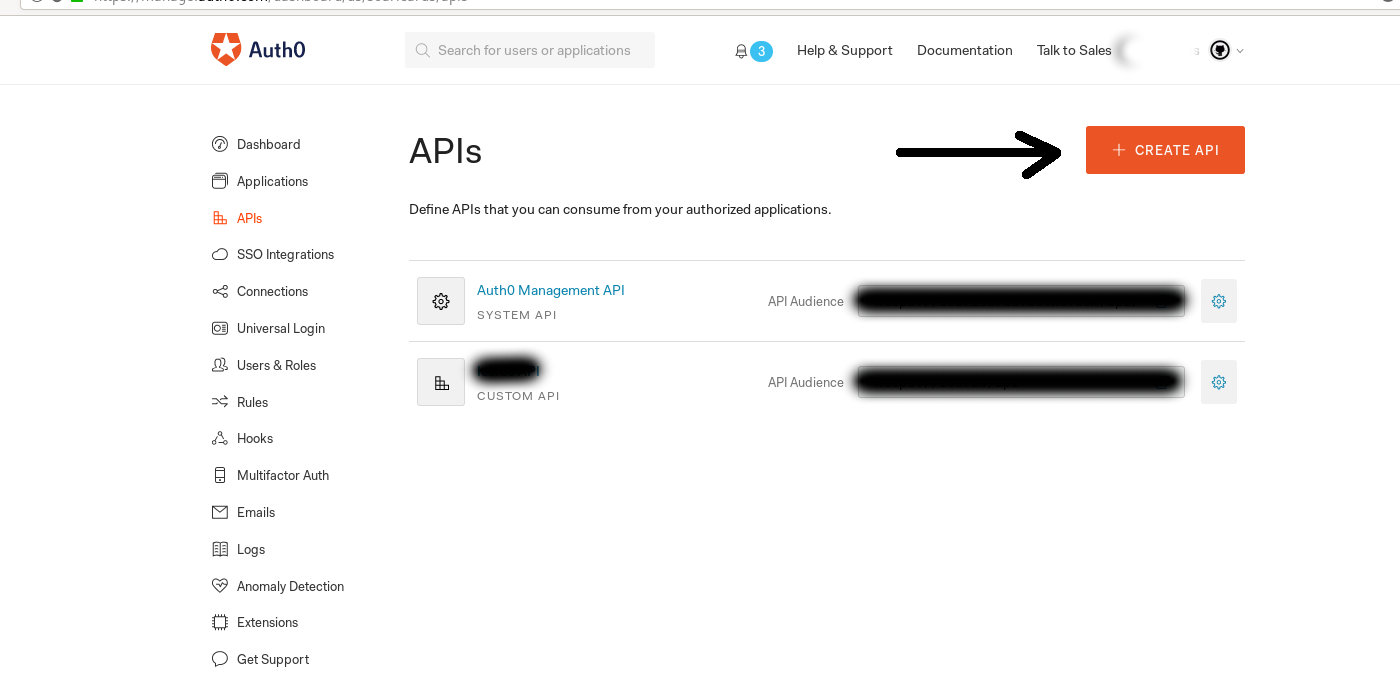 Auth0
Search for users or applications
3
Help & Support
Documentation
Talk to Sales
Dashboard
Applications
APIs
SSO Integrations
Connections
Universal Login
Users & Roles
Rules
Hooks
Multifactor Auth
Emails
Logs
Anomaly Detection
Extensions
Get Support
APIs
CREATE API
Define APIs that you can consume from your authorized applications.
Auth0 Management API
SYSTEM API
API Audience
CUSTOM API
API Audience